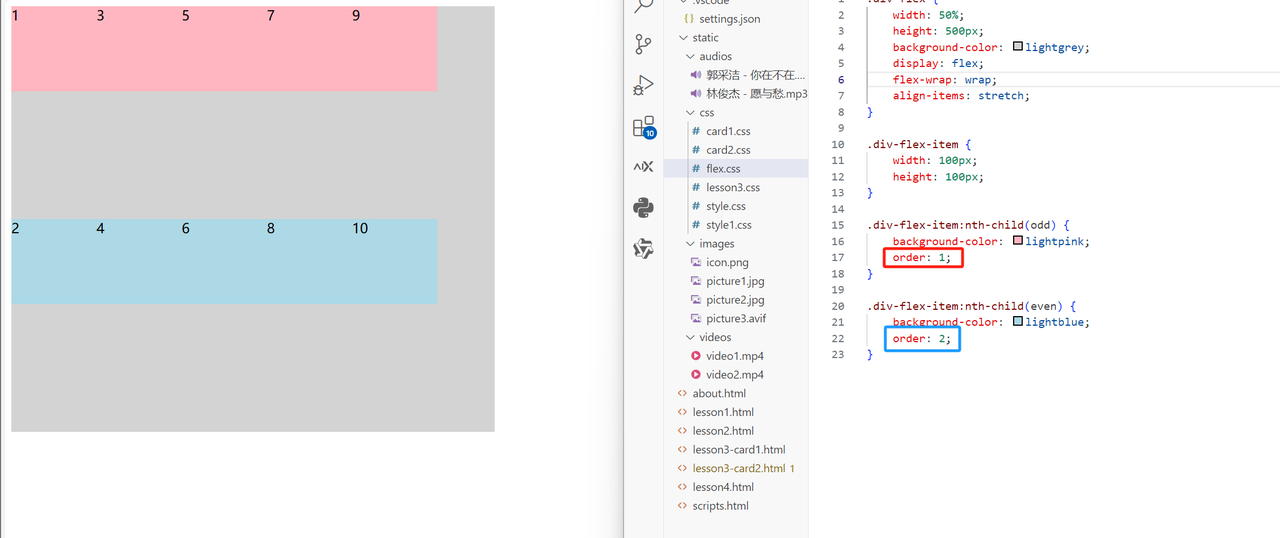 1 3 5 7 9
2 4 6 8 10
.vscode
settings.json
static
audios
郭采洁 - 你在不在....
林俊杰 - 愿与愁.mp3
css
card1.css
card2.css
flex.css
lesson3.css
style.css
style1.css
images
icon.png
picture1.jpg
picture2.jpg
picture3.avif
videos
video1.mp4
video2.mp4
about.html
lesson1.html
lesson2.html
lesson3-card1.html
lesson3-card2.html 1
lesson4.html
scripts.html
10
1 .div-flex {
2 width: 50%;
3 height: 500px;
4 background-color: lightgrey;
5 display: flex;
6 flex-wrap: wrap;
7 align-items: stretch;
8 }
9
10 .div-flex-item {
11 width: 100px;
12 height: 100px;
13 }
14
15 .div-flex-item:nth-child(odd) {
16 background-color: lightpink;
17 order: 1;
18 }
19
20 .div-flex-item:nth-child(even) {
21 background-color: lightblue;
22 order: 2;
23 }